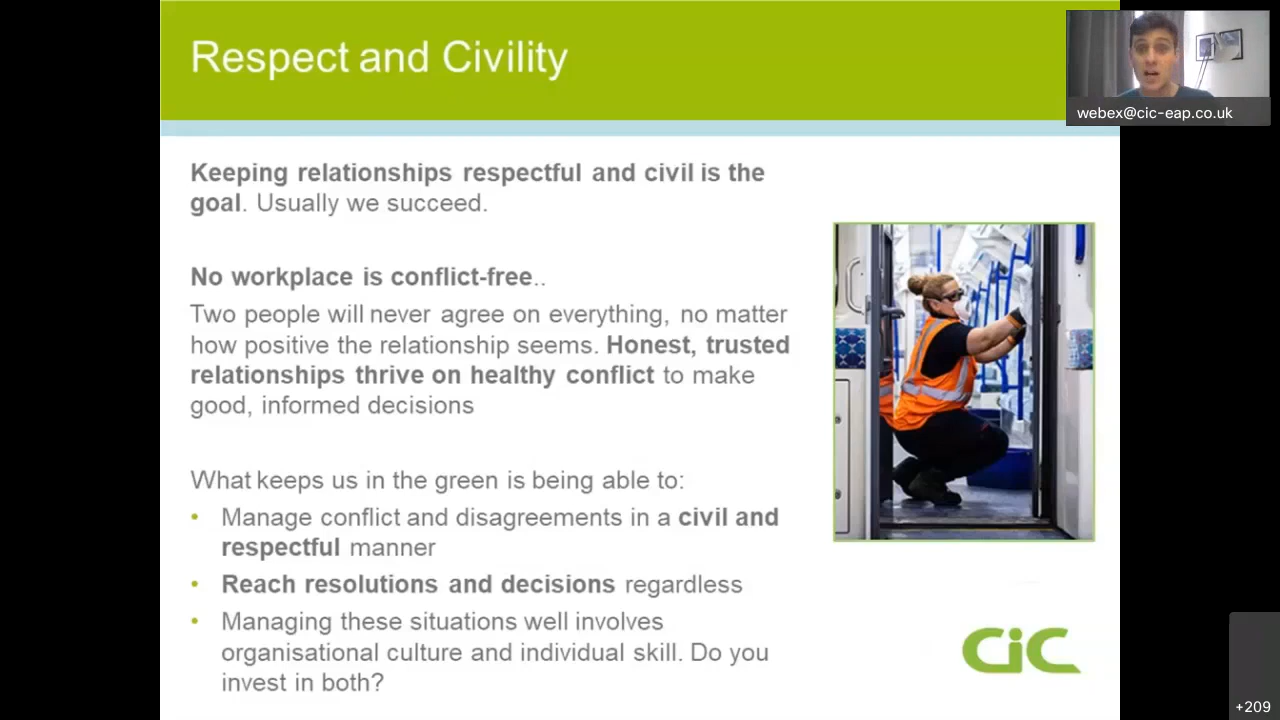 Respect and Civility
webex@cic-eap.co.uk
Keeping relationships respectful and civil is the
goal. Usually we succeed.
No workplace is conflict-free..
Two people will never agree on everything, no matter
how positive the relationship seems. Honest, trusted
relationships thrive on healthy conflict to make
good, informed decisions
What keeps us in the green is being able to:
• Manage conflict and disagreements in a civil and
respectful manner
• Reach resolutions and decisions regardless
• Managing these situations well involves
organisational culture and individual skill. Do you
invest in both?
CiC
+209